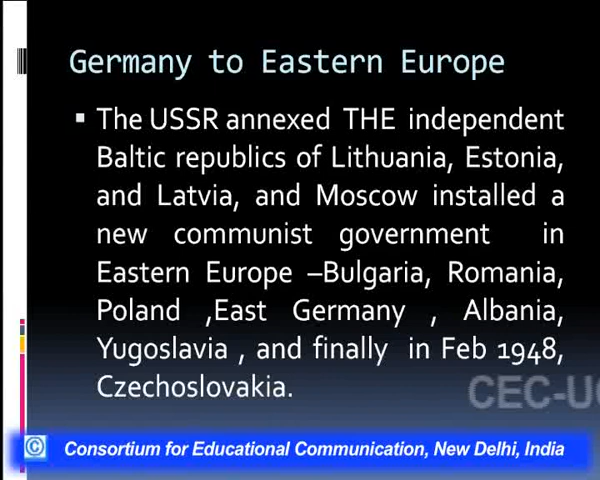 Germany to Eastern Europe
▪ The USSR annexed THE independent
Baltic republics of Lithuania, Estonia,
and Latvia, and Moscow installed a
new communist government in
Eastern Europe –Bulgaria, Romania,
Poland ,East Germany , Albania,
Yugoslavia , and finally in Feb 1948,
Czechoslovakia.
CEC-U
© Consortium for Educational Communication, New Delhi, India